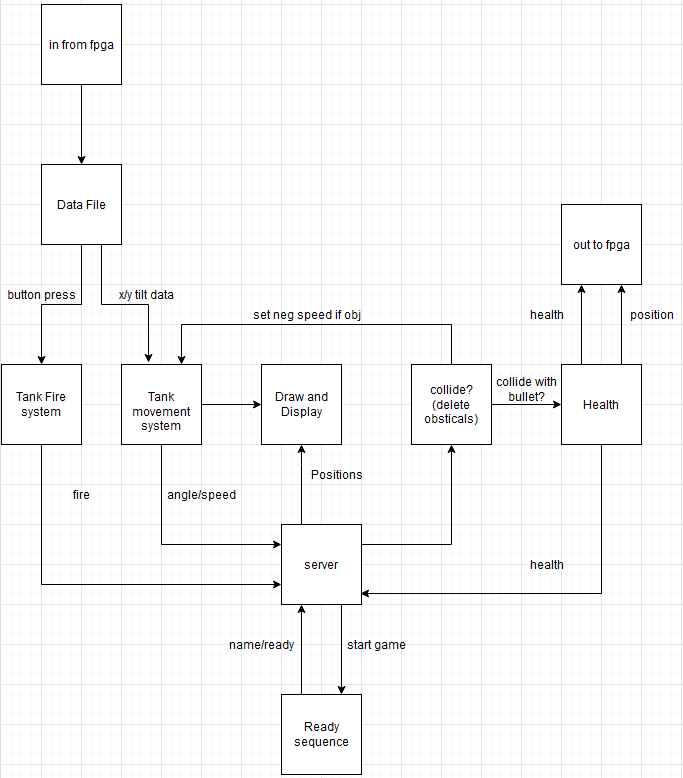 in from fpga
Data File
out to fpga
button press
x/y tilt data
health
position
set neg speed if obj
Tank Fire
system
Tank
movement
system
Draw and
Display
collide?
(delete
obsticals)
collide with
bullet?
Health
Positions
fire
angle/speed
server
health
name/ready
start game
Ready
sequence